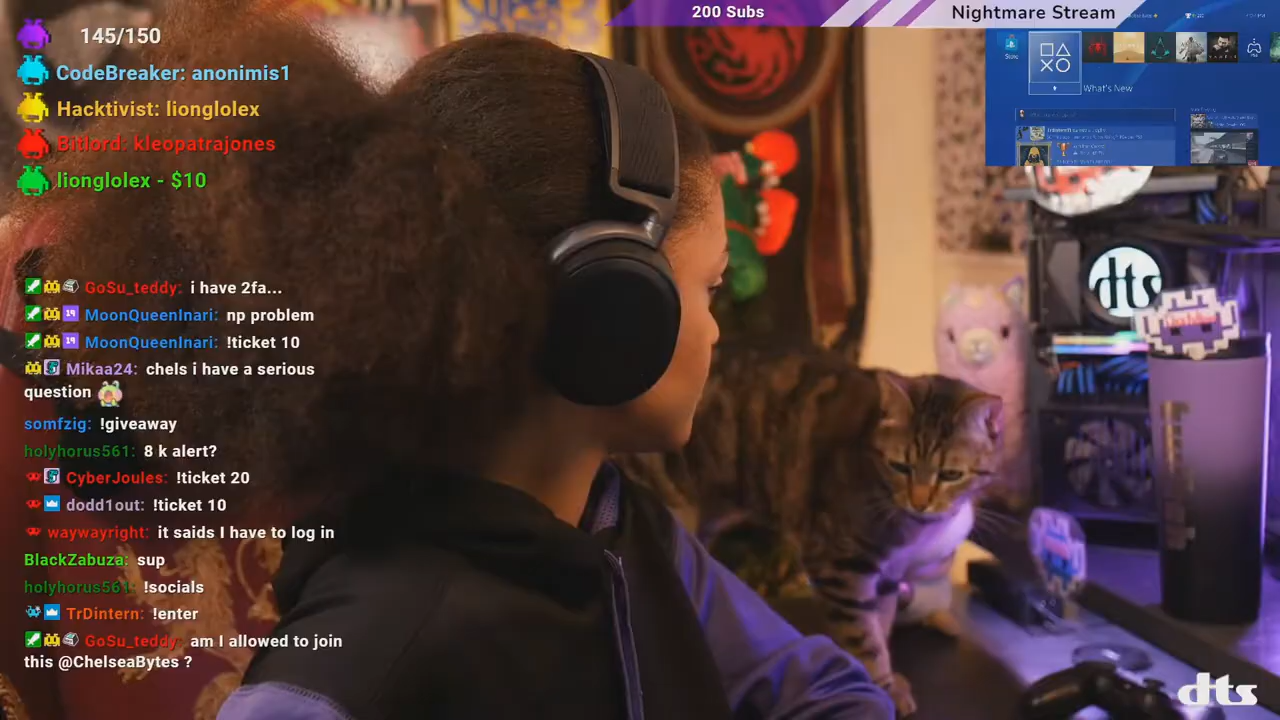 200 Subs
Nightmare Stream
145/150
CodeBreaker: anonimis1
Hacktivist: lionglolex
Bitlord: kleopatrajones
lionglolex - $10
Store
What's New
GoSu_teddy: i have 2fa...
MoonQueenInari: np problem
MoonQueenInari: !ticket 10
Mikaa24: chels i have a serious
question
somfzig: !giveaway
holyhorus561: 8 k alert?
CyberJoules: !ticket 20
dodd1out: !ticket 10
waywayright: it saids I have to log in
BlackZabuza: sup
holyhorus561: !socials
TrDintern: !enter
GoSu_teddy: am I allowed to join
this @ChelseaBytes ?
dts
dts